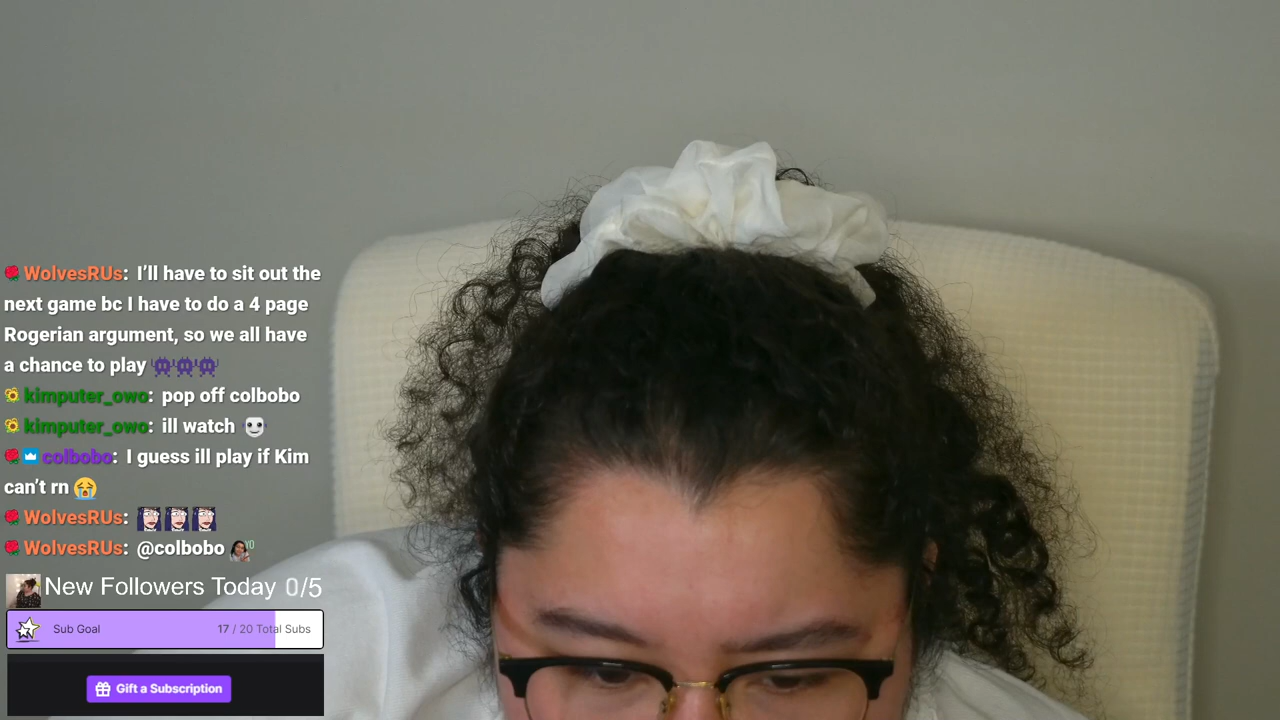 WolvesRUs: I'll have to sit out the
next game bc I have to do a 4 page
Rogerian argument, so we all have
a chance to play
kimputer_owo: pop off colbobo
kimputer_owo: ill watch
colbobo: I guess ill play if Kim
can't rn
WolvesRUs:
WolvesRUs: @colbobo YO
New Followers Today 0/5
Sub Goal 17 / 20 Total Subs
Gift a Subscription